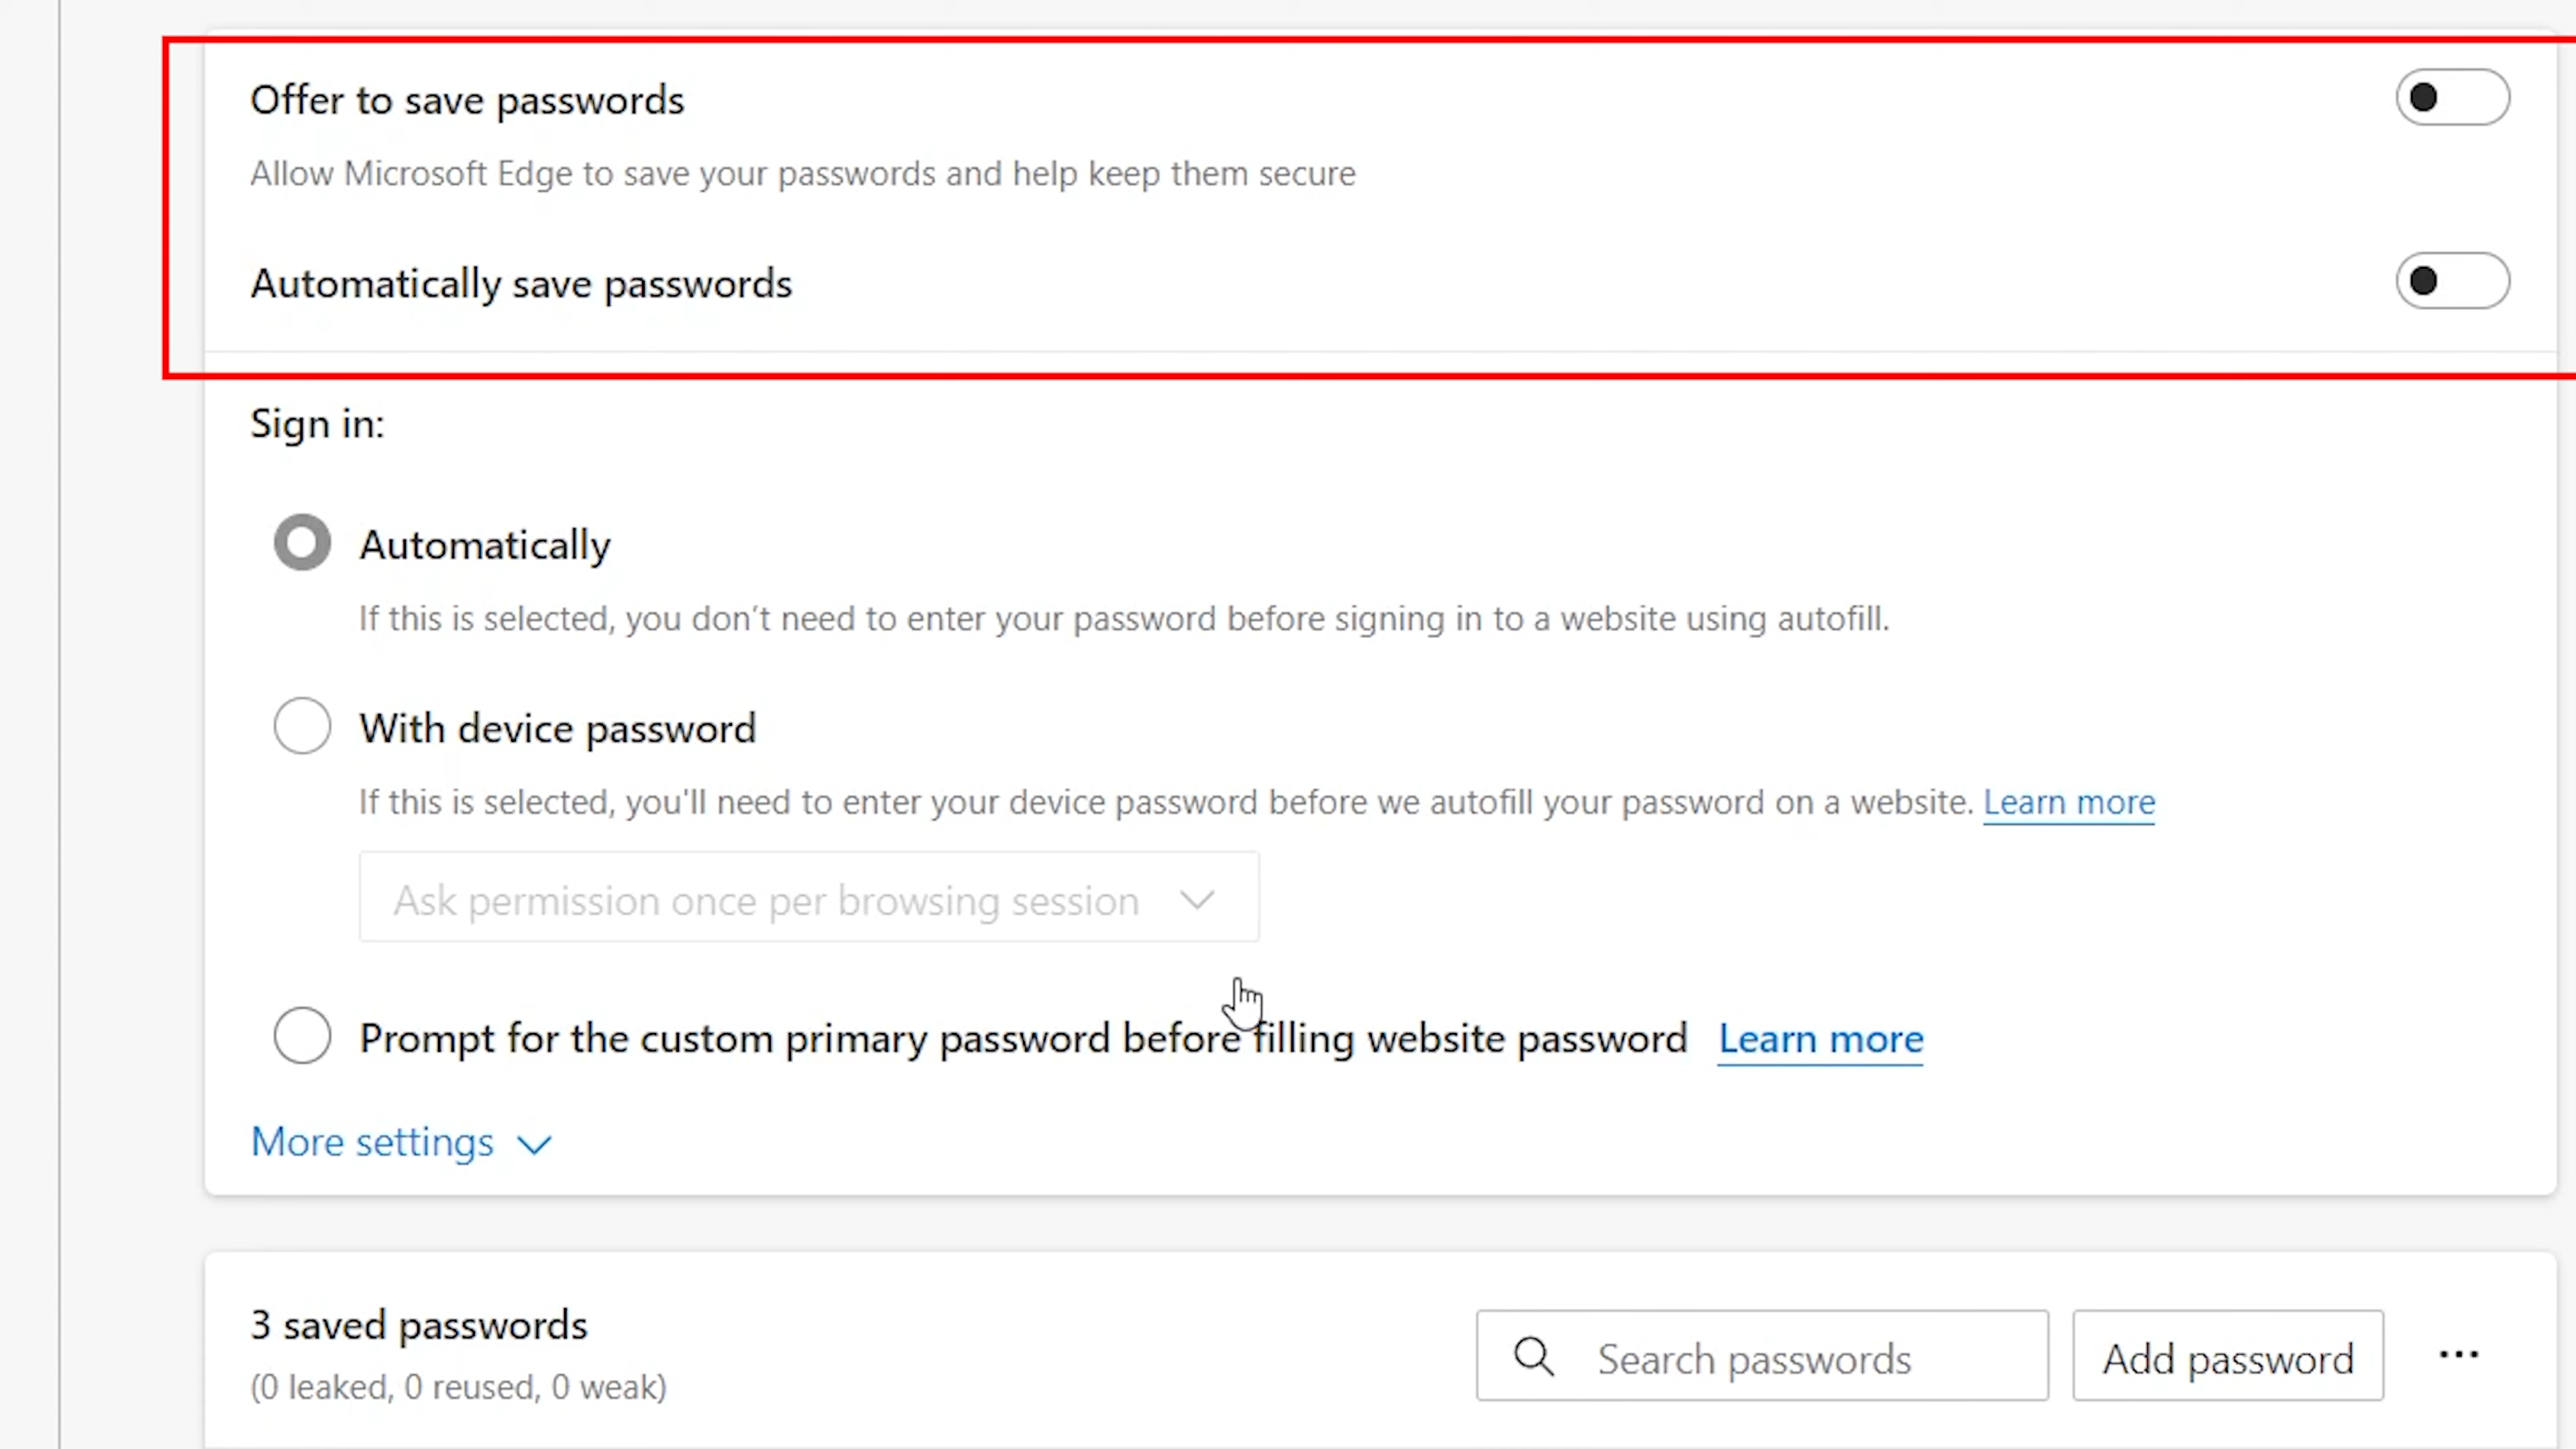 Offer to save passwords
Allow Microsoft Edge to save your passwords and help keep them secure
Automatically save passwords
Sign in:
Automatically
If this is selected, you don’t need to enter your password before signing in to a website using autofill.
With device password
If this is selected, you'll need to enter your device password before we autofill your password on a website. Learn more
Ask permission once per browsing session
Prompt for the custom primary password before filling website password Learn more
More settings
3 saved passwords
(0 leaked, 0 reused, 0 weak)
Search passwords
Add password